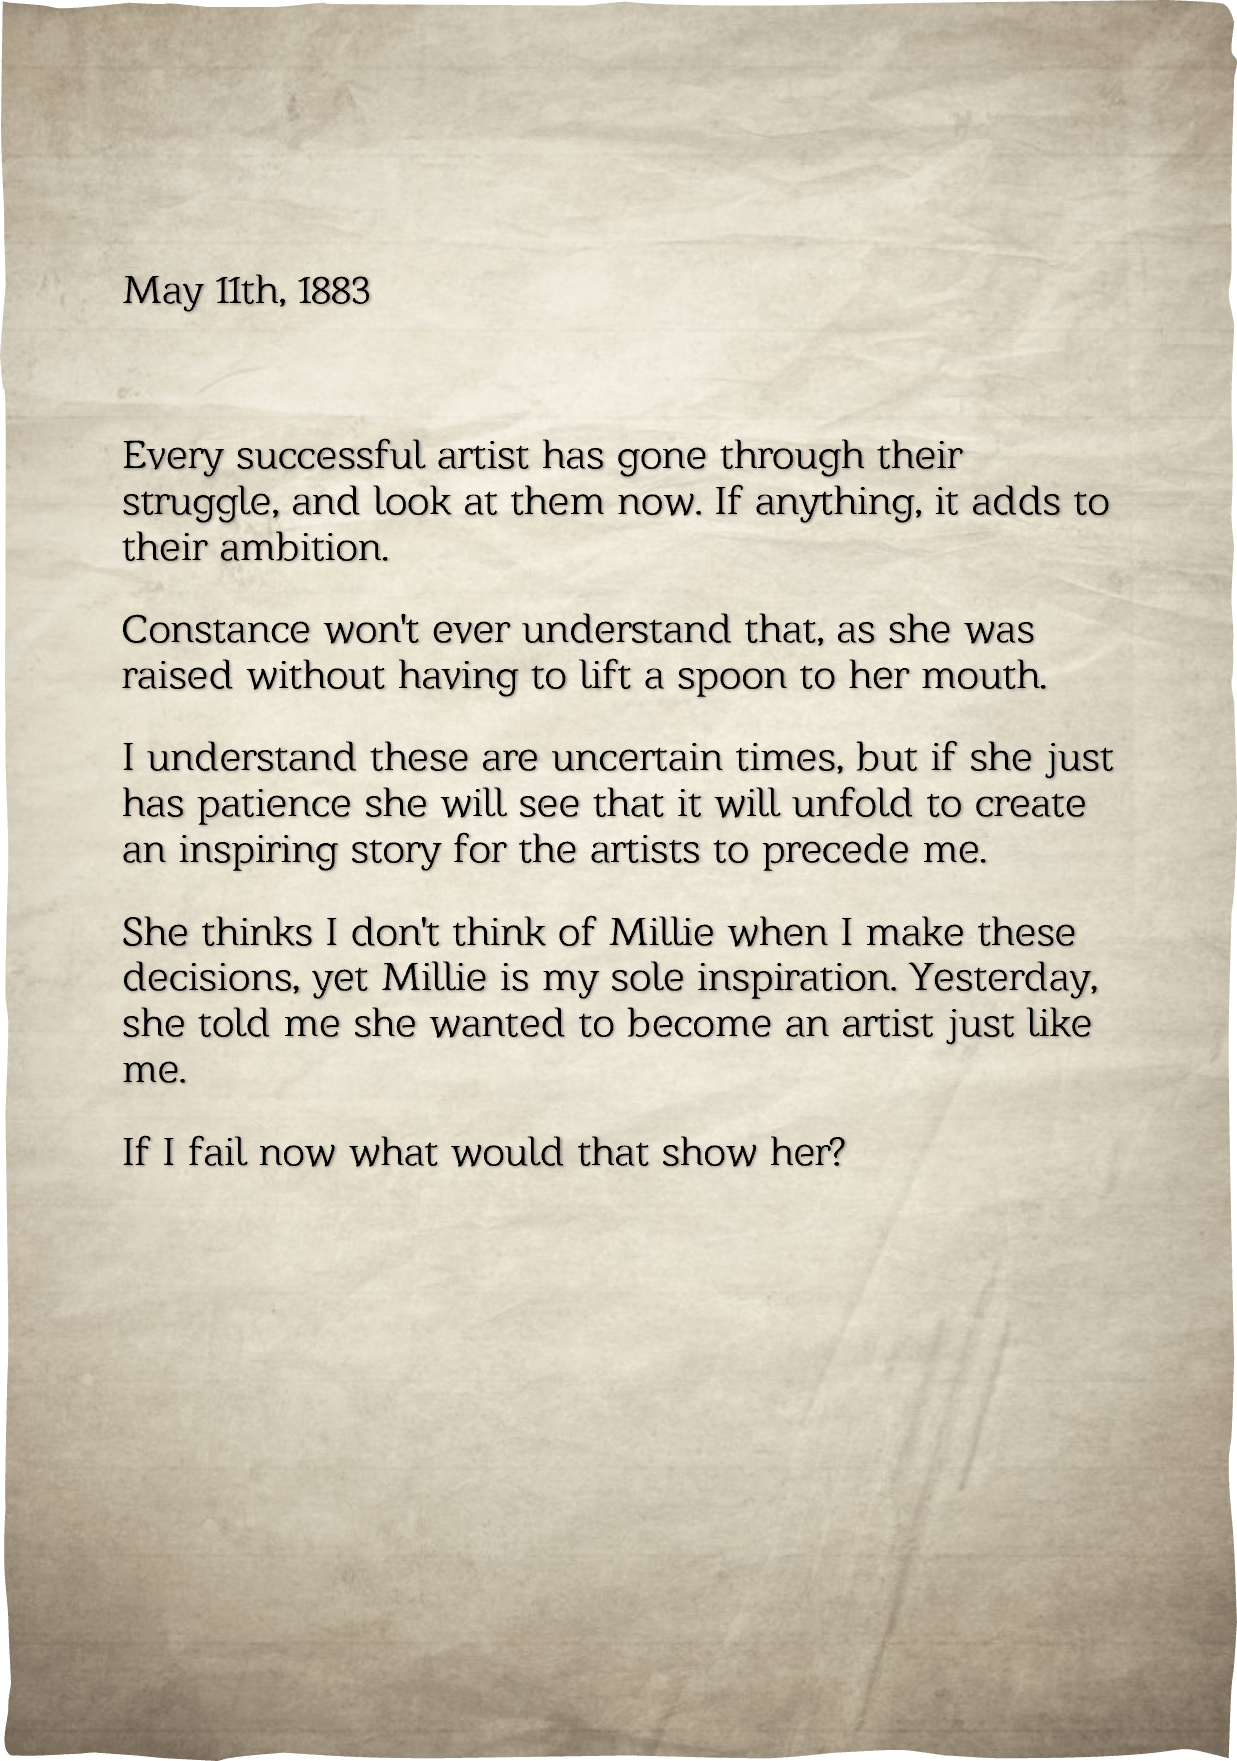 May 11th, 1883
Every successful artist has gone through their
struggle, and look at them now. If anything, it adds to
their ambition.
Constance won't ever understand that, as she was
raised without having to lift a spoon to her mouth.
I understand these are uncertain times, but if she just
has patience she will see that it will unfold to create
an inspiring story for the artists to precede me.
She thinks I don't think of Millie when I make these
decisions, yet Millie is my sole inspiration. Yesterday,
she told me she wanted to become an artist just like
me.
If I fail now what would that show her?